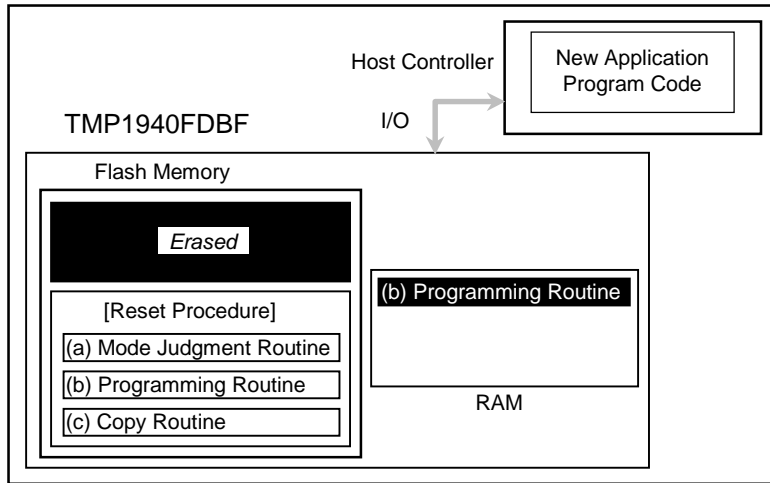 New Application
Program Code
Host Controller
I/O
TMP1940FDBF
Flash Memory
Erased
[Reset Procedure]
(a) Mode Judgment Routine
(b) Programming Routine
(c) Copy Routine
(b) Programming Routine
RAM